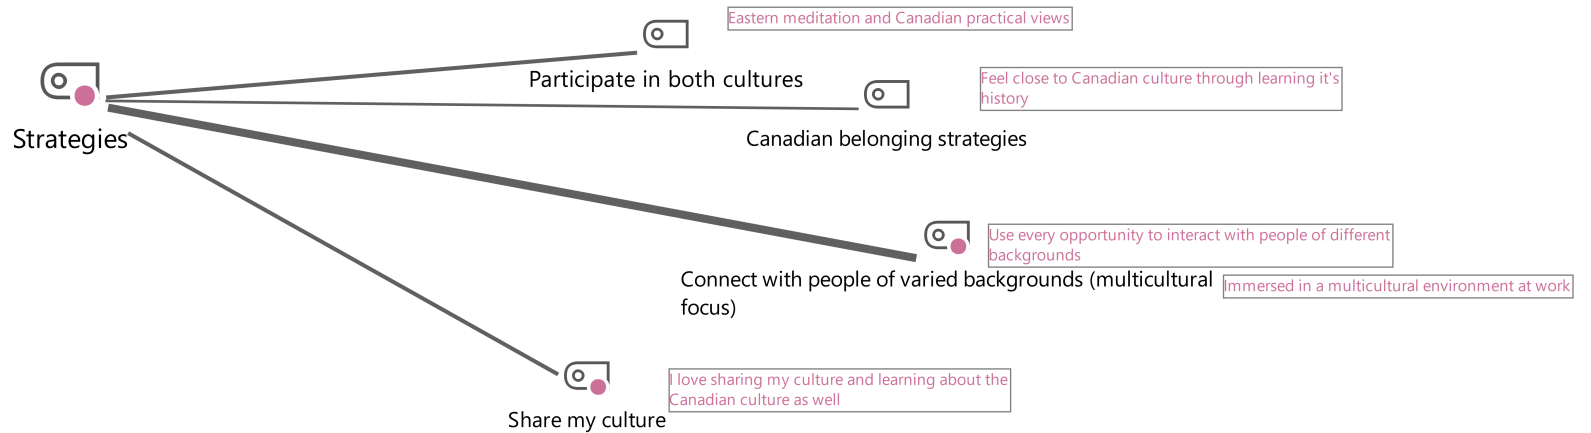 Eastern meditation and Canadian practical views
Participate in both cultures
Feel close to Canadian culture through learning it's
history
Strategies
Canadian belonging strategies
Use every opportunity to interact with people of different
backgrounds
Connect with people of varied backgrounds (multicultural
focus)
Immersed in a multicultural environment at work
I love sharing my culture and learning about the
Canadian culture as well
Share my culture